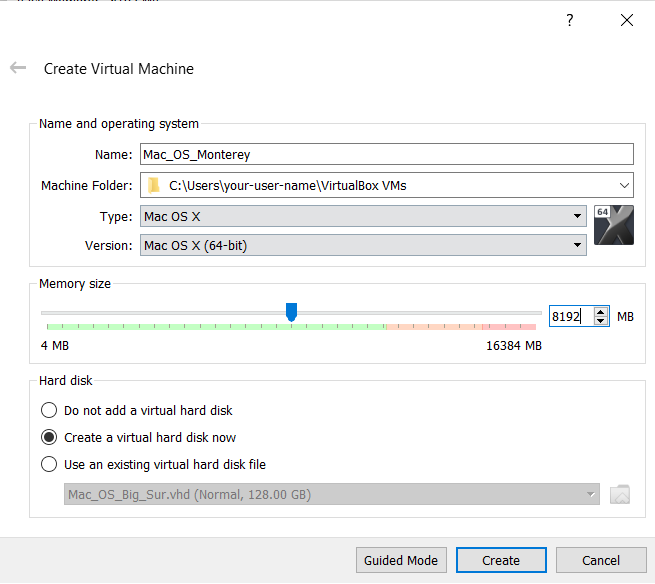 ?
Create Virtual Machine
Name and operating system
Name: Mac_OS_Monterey
Machine Folder: C:\Users\your-user-name\VirtualBox VMs
Type: Mac OS X
64
Version: Mac OS X (64-bit)
Memory size
8192 MB
4 MB 16384 MB
Hard disk
Do not add a virtual hard disk
Create a virtual hard disk now
Use an existing virtual hard disk file
Mac_OS_Big_Sur.vhd (Normal, 128.00 GB)
Guided Mode Create Cancel